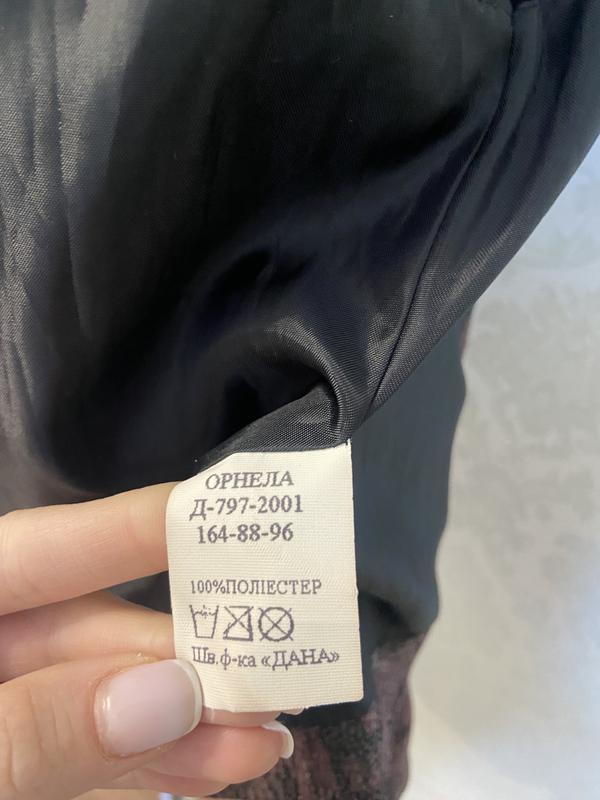 ОРНЕЛА
Д-797-2001
164-88-96
100%ПОЛІЕСТЕР
Шв.ф-ка «ДАНА»